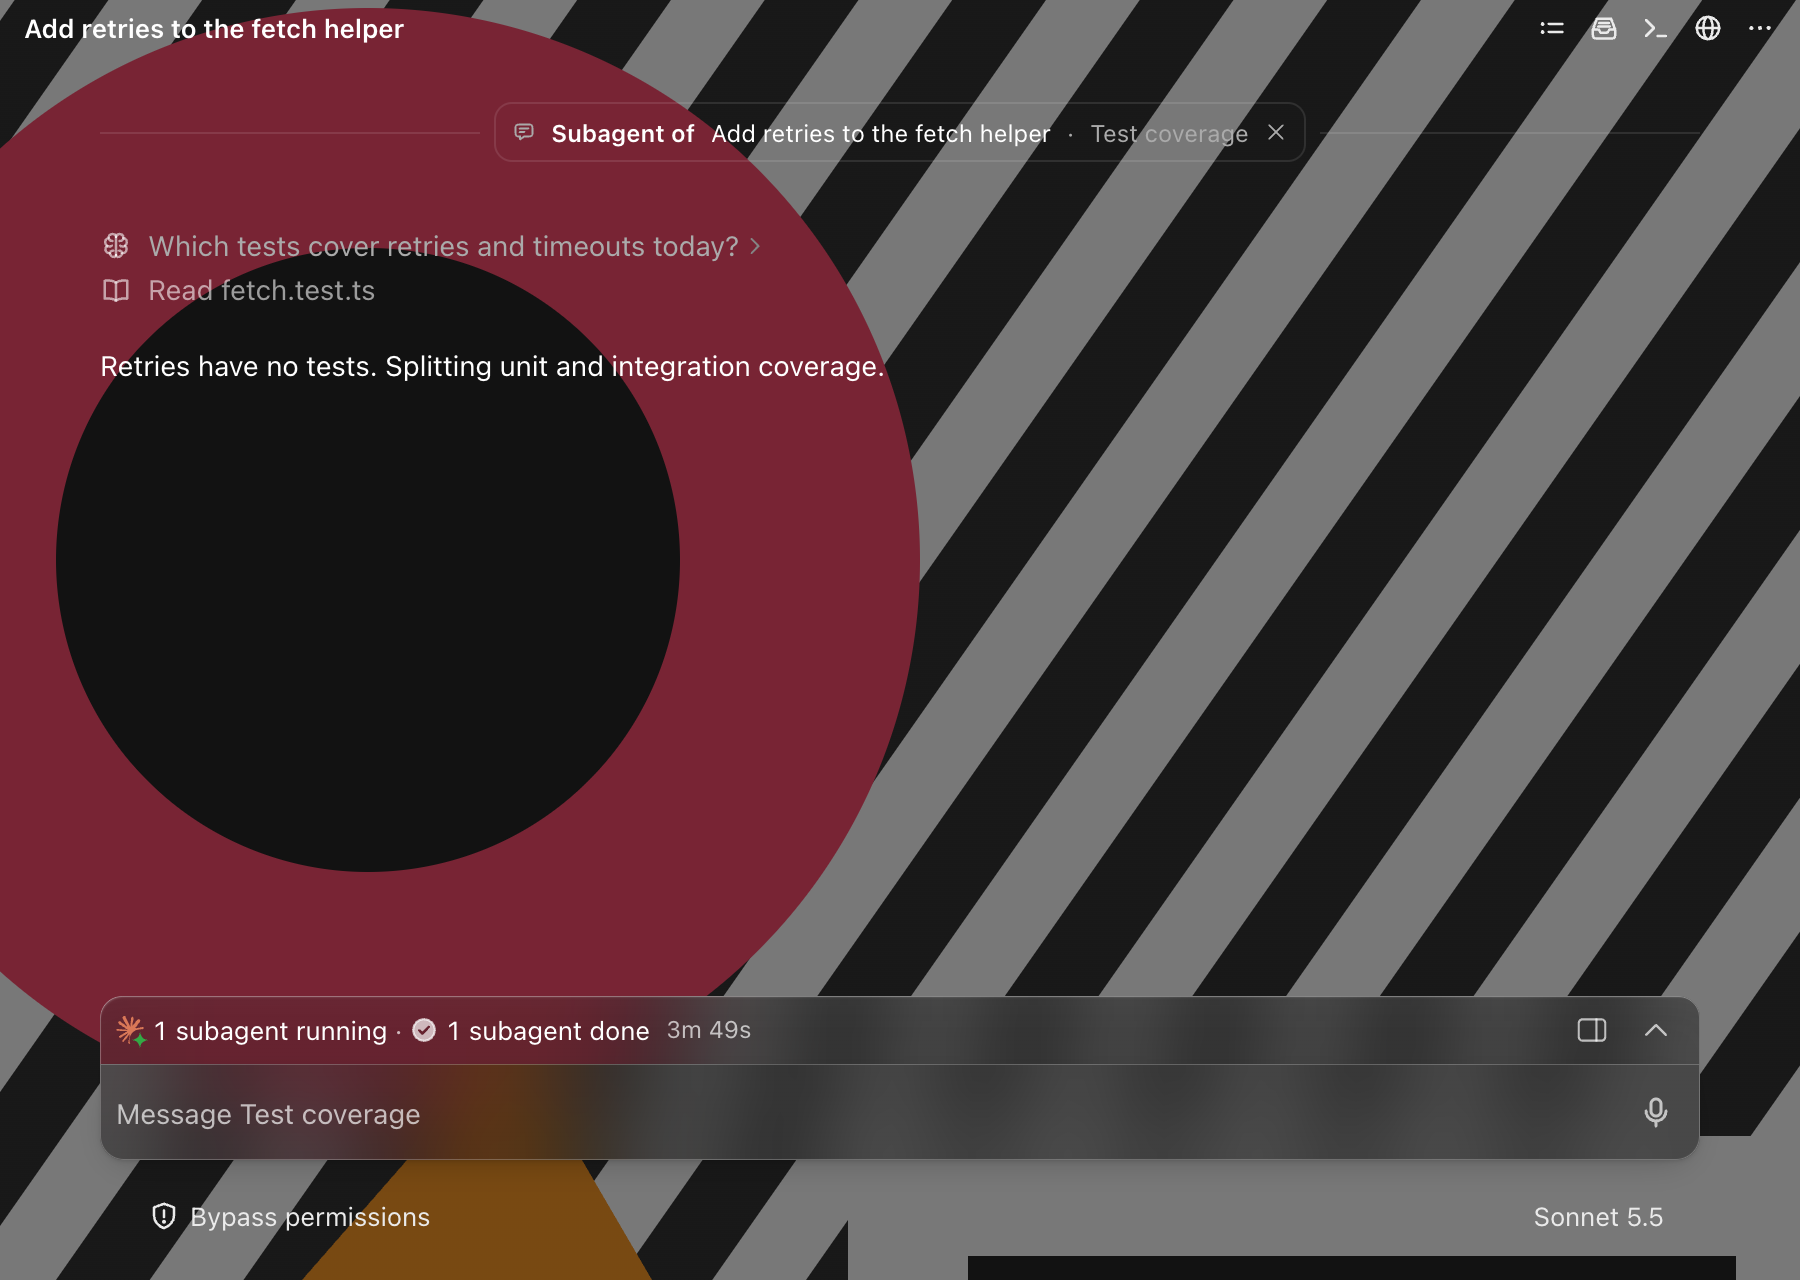 Add retries to the fetch helper
Subagent of Add retries to the fetch helper · Test coverage
Which tests cover retries and timeouts today?
Read fetch.test.ts
Retries have no tests. Splitting unit and integration coverage.
1 subagent running · 1 subagent done 3m 49s
Message Test coverage
Bypass permissions
Sonnet 5.5